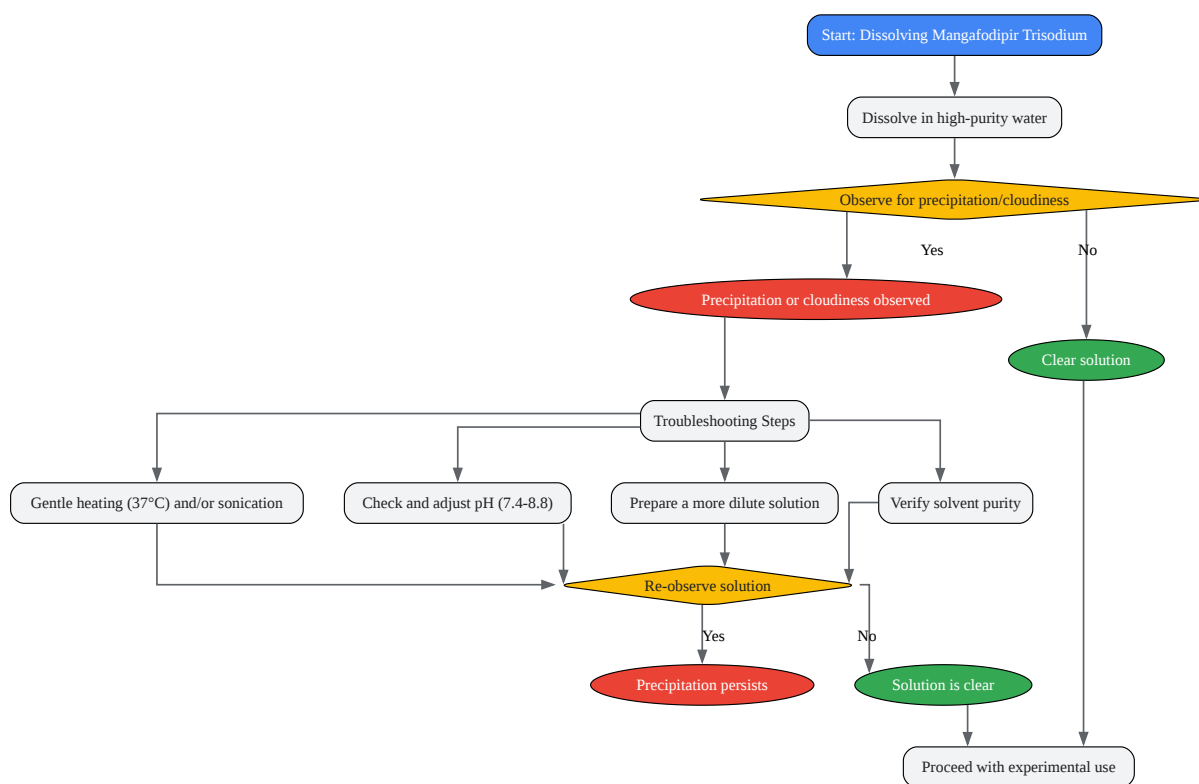 Start: Dissolving Mangafodipir Trisodium
Dissolve in high-purity water
Observe for precipitation/cloudiness
Yes
No
Precipitation or cloudiness observed
Clear solution
Troubleshooting Steps
Gentle heating (37°C) and/or sonication
Check and adjust pH (7.4-8.8)
Prepare a more dilute solution
Verify solvent purity
Re-observe solution
Yes
No
Precipitation persists
Solution is clear
Proceed with experimental use